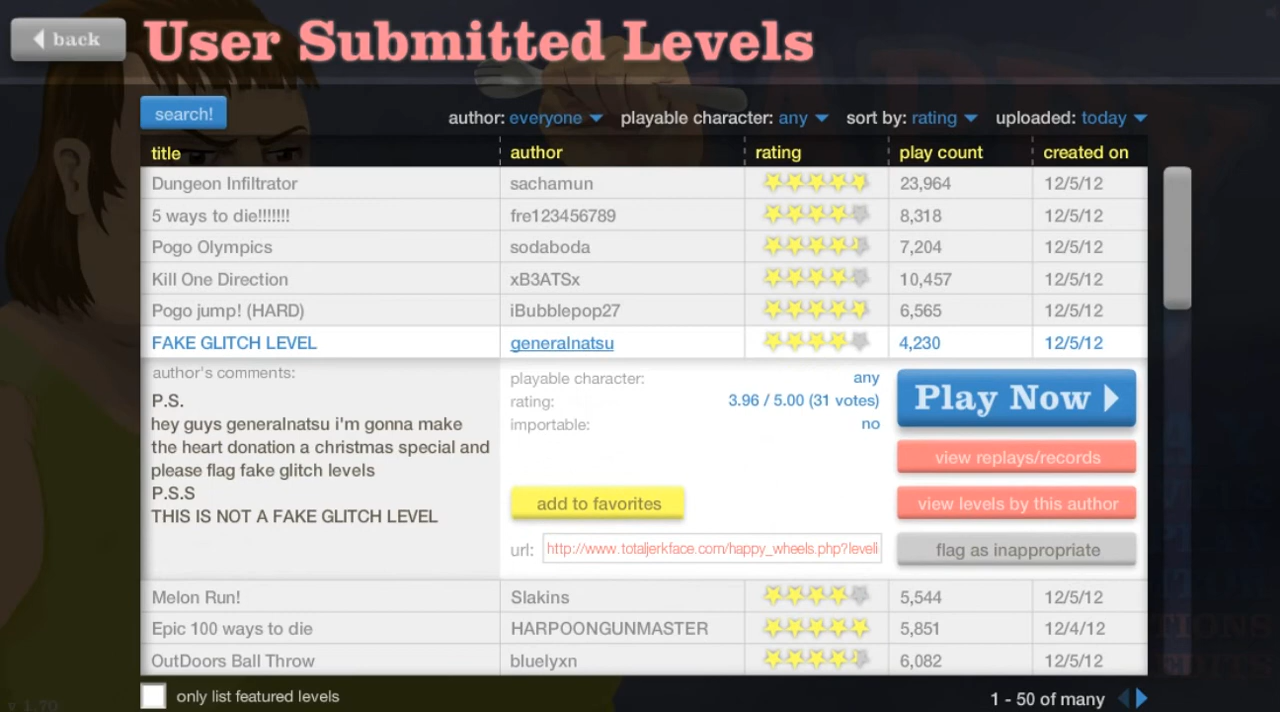 back
User Submitted Levels
search!
author: everyone playable character: any sort by: rating uploaded: today
title author rating play count created on
Dungeon Infiltrator sachamun 23,964 12/5/12
5 ways to die!!!!!!! fre123456789 8,318 12/5/12
Pogo Olympics sodaboda 7,204 12/5/12
Kill One Direction xB3ATSx 10,457 12/5/12
Pogo jump! (HARD) iBubblepop27 6,565 12/5/12
FAKE GLITCH LEVEL generalnatsu 4,230 12/5/12
author's comments:
P.S.
hey guys generalnatsu i'm gonna make
the heart donation a christmas special and
please flag fake glitch levels
P.S.S
THIS IS NOT A FAKE GLITCH LEVEL
playable character: any
rating: 3.96 / 5.00 (31 votes)
importable: no
add to favorites
url: http://www.totaljerkface.com/happy_wheels.php?leveli
Play Now
view replays/records
view levels by this author
flag as inappropriate
Melon Run! Slakins 5,544 12/5/12
Epic 100 ways to die HARPOONGUNMASTER 5,851 12/4/12
OutDoors Ball Throw bluelyxn 6,082 12/5/12
only list featured levels
1 - 50 of many
v 1.70